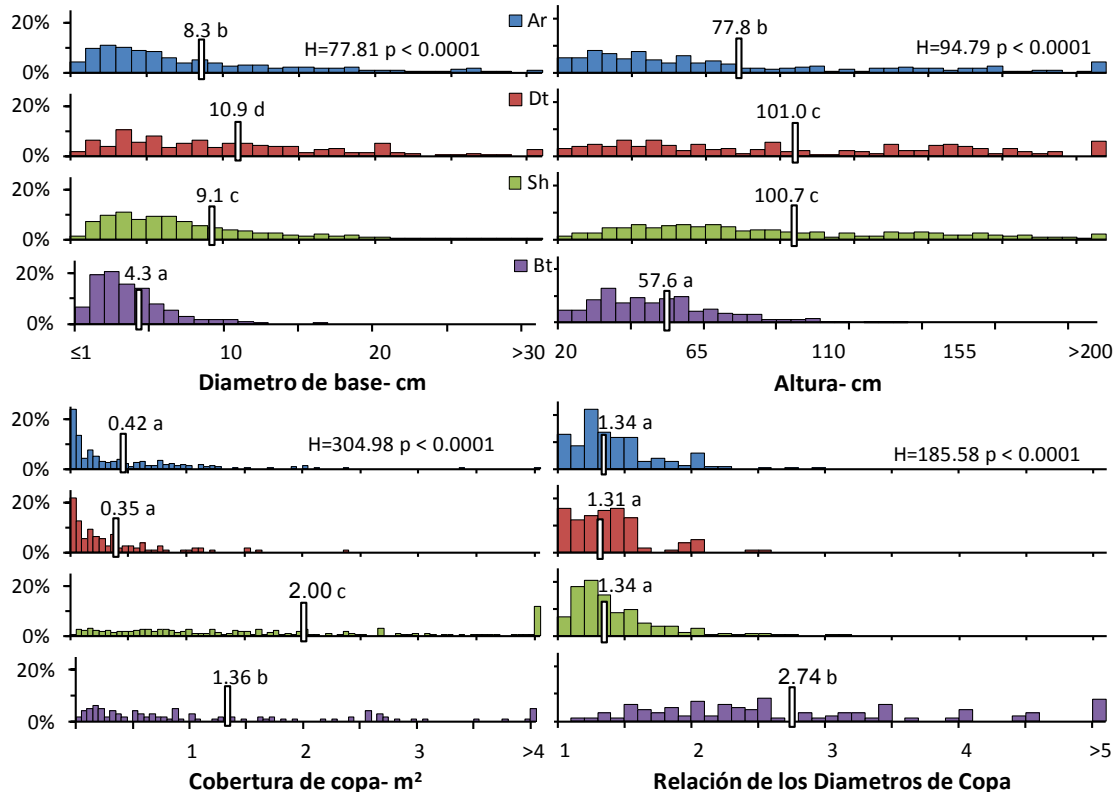 20%
8.3 b
Ar
77.8 b
H=77.81 p < 0.0001
H=94.79 p < 0.0001
0%
20%
10.9 d
Dt
101.0 c
0%
20%
9.1 c
Sh
100.7 c
0%
20%
4.3 a
Bt
57.6 a
0%
≤1 10 20 >30
20 65 110 155 >200
Diametro de base- cm
Altura- cm
20%
0.42 a
1.34 a
H=304.98 p < 0.0001
H=185.58 p < 0.0001
0%
20%
0.35 a
1.31 a
0%
20%
2.00 c
1.34 a
0%
20%
1.36 b
2.74 b
0%
1 2 3 >4
1 2 3 4 >5
Cobertura de copa- m²
Relación de los Diametros de Copa